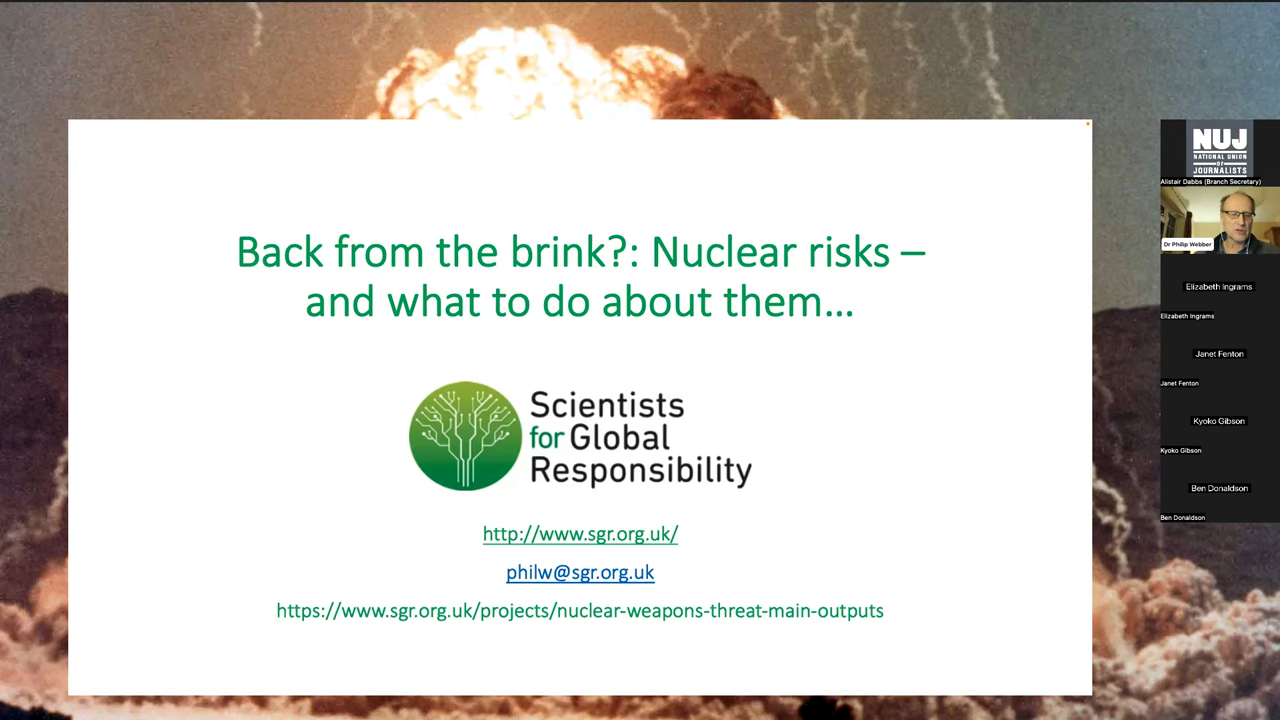 Back from the brink?: Nuclear risks –
and what to do about them…
Scientists
for Global
Responsibility
http://www.sgr.org.uk/
philw@sgr.org.uk
https://www.sgr.org.uk/projects/nuclear-weapons-threat-main-outputs
NUJ
NATIONAL UNION
OF
JOURNALISTS
Alistair Dabbs (Branch Secretary)
Dr Philip Webber
Elizabeth Ingrams
Elizabeth Ingrams
Janet Fenton
Janet Fenton
Kyoko Gibson
Kyoko Gibson
Ben Donaldson
Ben Donaldson